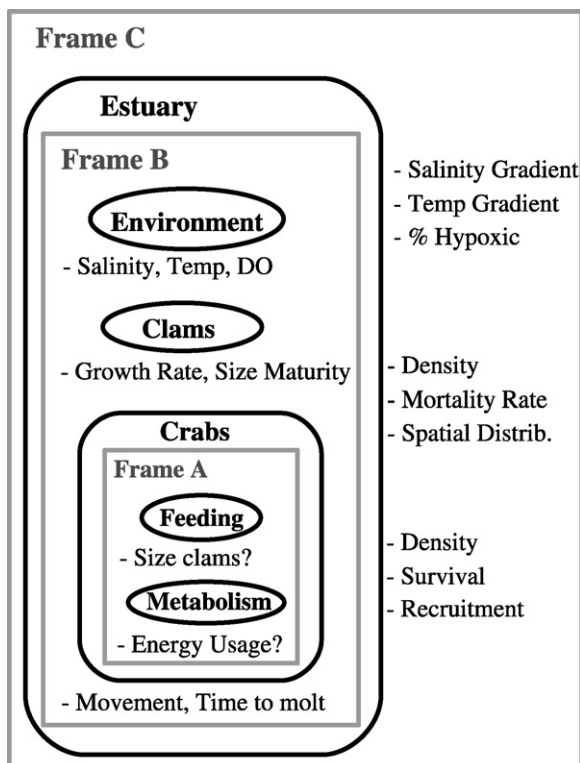 Frame C
Estuary
Frame B
Environment
- Salinity, Temp, DO
- Salinity Gradient
- Temp Gradient
- % Hypoxic
Clams
- Growth Rate, Size Maturity
- Density
- Mortality Rate
- Spatial Distrib.
Crabs
Frame A
Feeding
- Size clams?
Metabolism
- Energy Usage?
- Movement, Time to molt
- Density
- Survival
- Recruitment